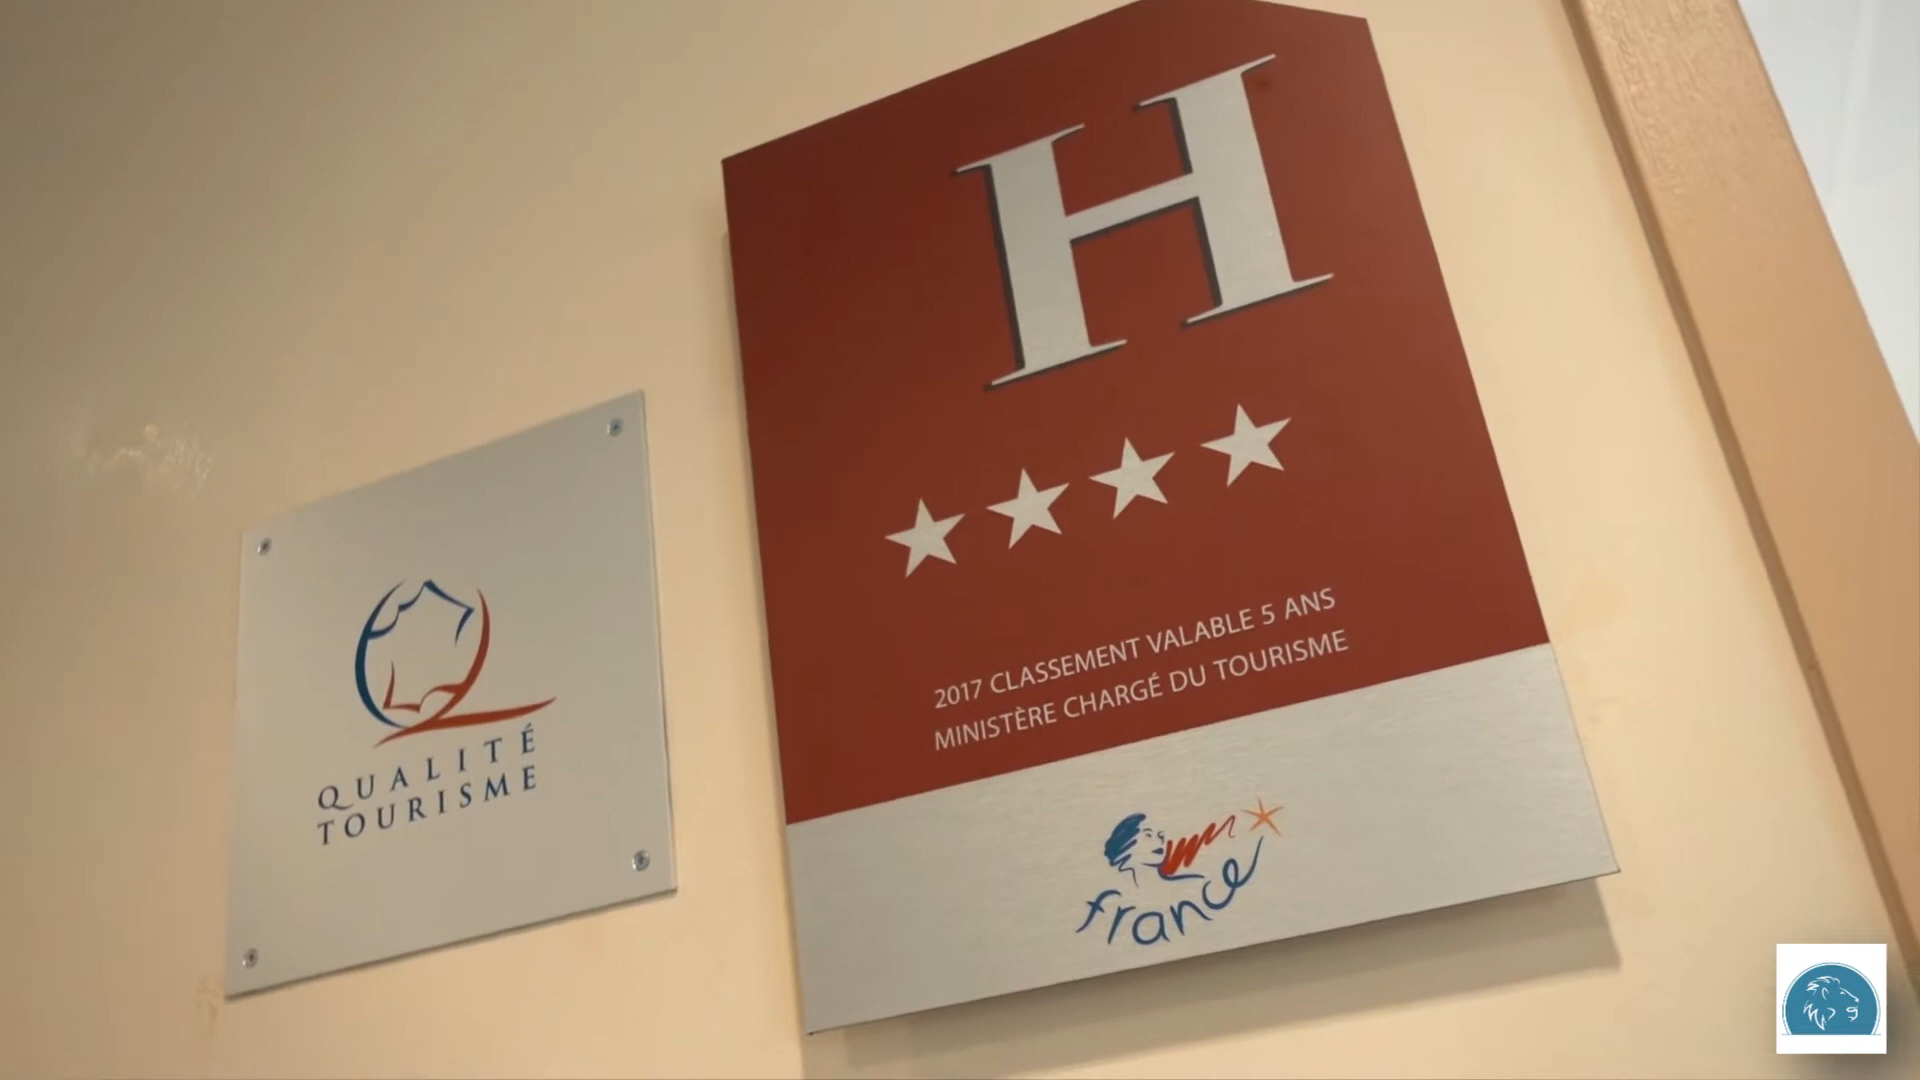 H
2017 CLASSEMENT VALABLE 5 ANS
MINISTÈRE CHARGÉ DU TOURISME
france
QUALITÉ
TOURISME